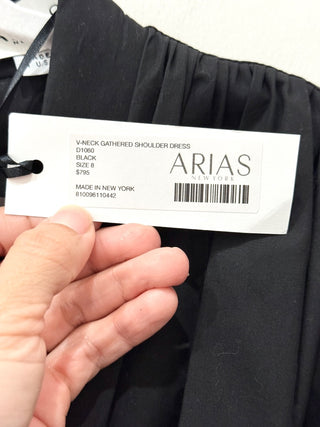 V-NECK GATHERED SHOULDER DRESS
D1060
BLACK
SIZE 8
$795
MADE IN NEW YORK
810096110442
ARIAS
NEW YORK